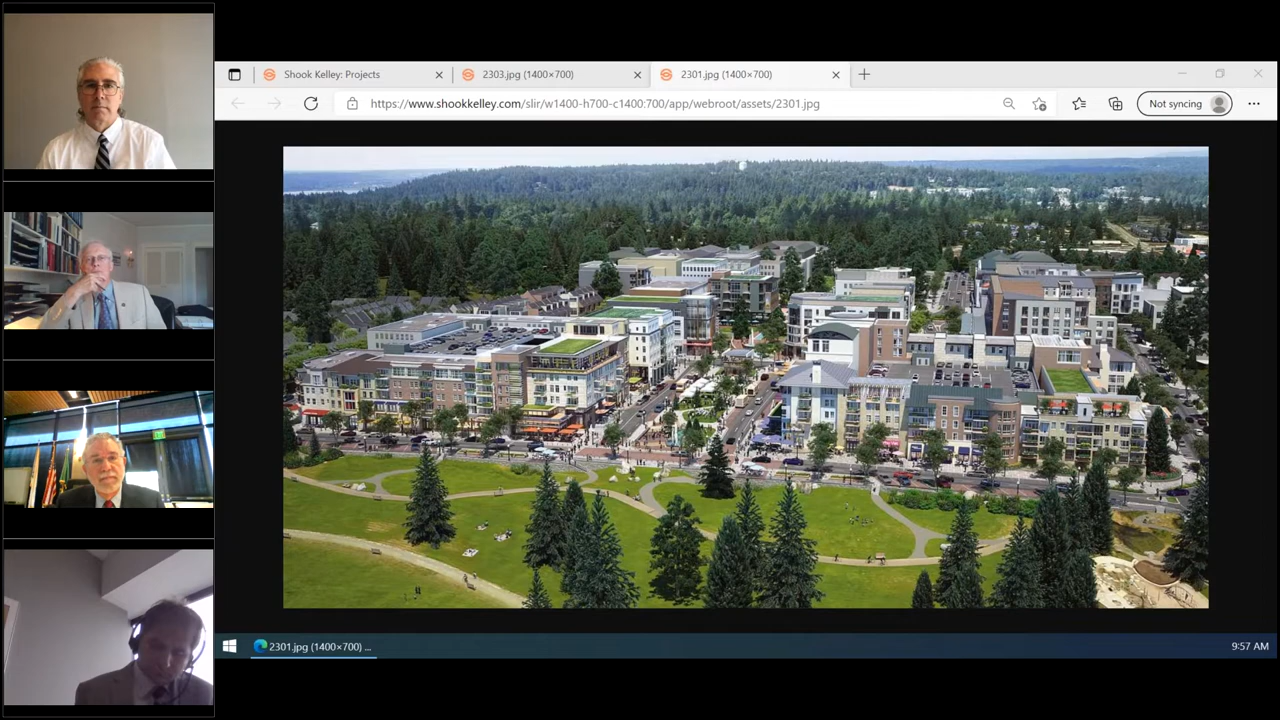 Shook Kelley: Projects
2303.jpg (1400×700)
2301.jpg (1400×700)
https://www.shookkelley.com/slir/w1400-h700-c1400:700/app/webroot/assets/2301.jpg
Not syncing
2301.jpg (1400×700) ...
9:57 AM